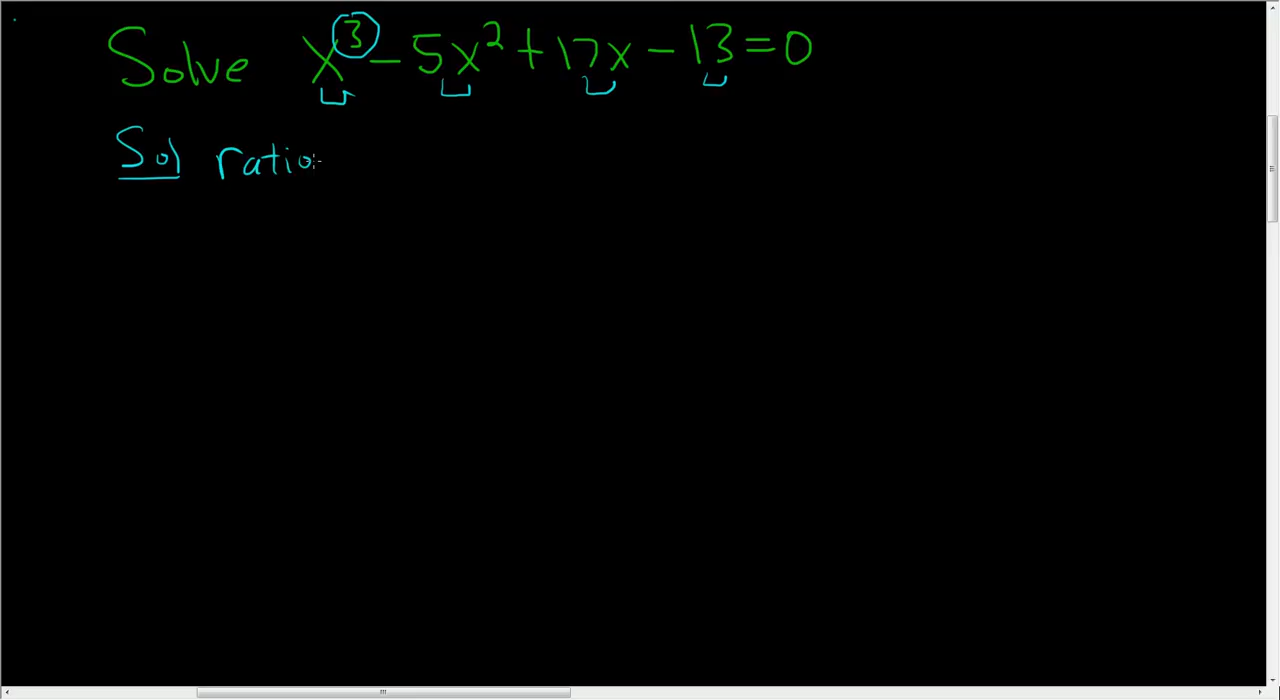 Solve x³ - 5x² + 17x - 13 = 0
Sol ratio